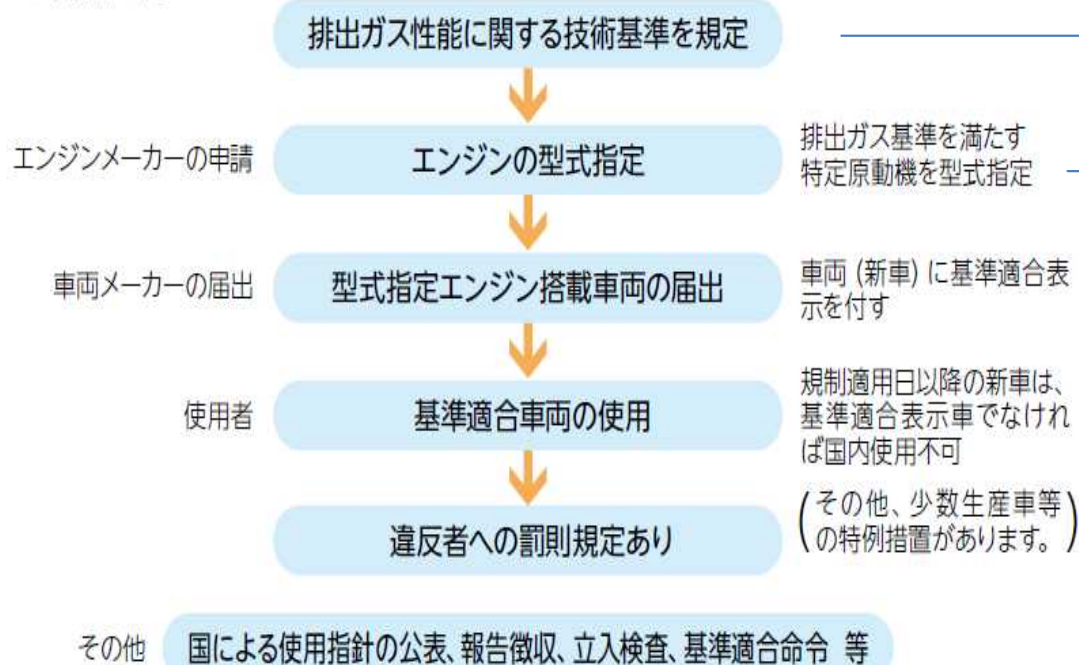 排出ガス性能に関する技術基準を規定
エンジンメーカーの申請
エンジンの型式指定
排出ガス基準を満たす
特定原動機を型式指定
車両メーカーの届出
型式指定エンジン搭載車両の届出
車両(新車)に基準適合表
示を付す
使用者
基準適合車両の使用
規制適用日以降の新車は、
基準適合表示車でなけれ
ば国内使用不可
違反者への罰則規定あり
(その他、少数生産車等
の特例措置があります。)
その他
国による使用指針の公表、報告徴収、立入検査、基準適合命令 等